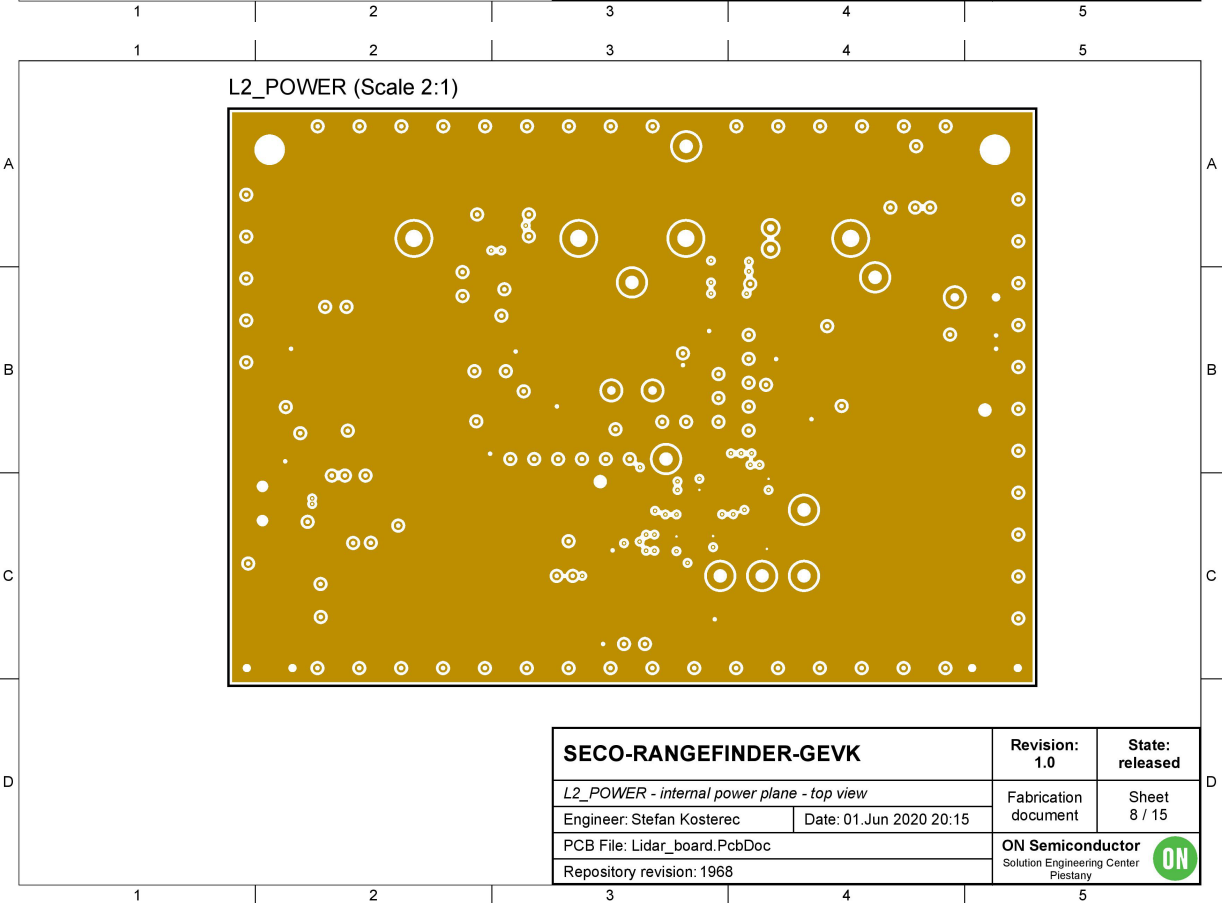 1 2 3 4 5
1 2 3 4 5
L2_POWER (Scale 2:1)
A A
B B
C C
D D
SECO-RANGEFINDER-GEVK
Revision:
1.0
State:
released
L2_POWER - internal power plane - top view
Fabrication
document
Sheet
8 / 15
Engineer: Stefan Kosterec
Date: 01.Jun 2020 20:15
PCB File: Lidar_board.PcbDoc
Repository revision: 1968
ON Semiconductor
Solution Engineering Center
Piestany
ON
1 2 3 4 5